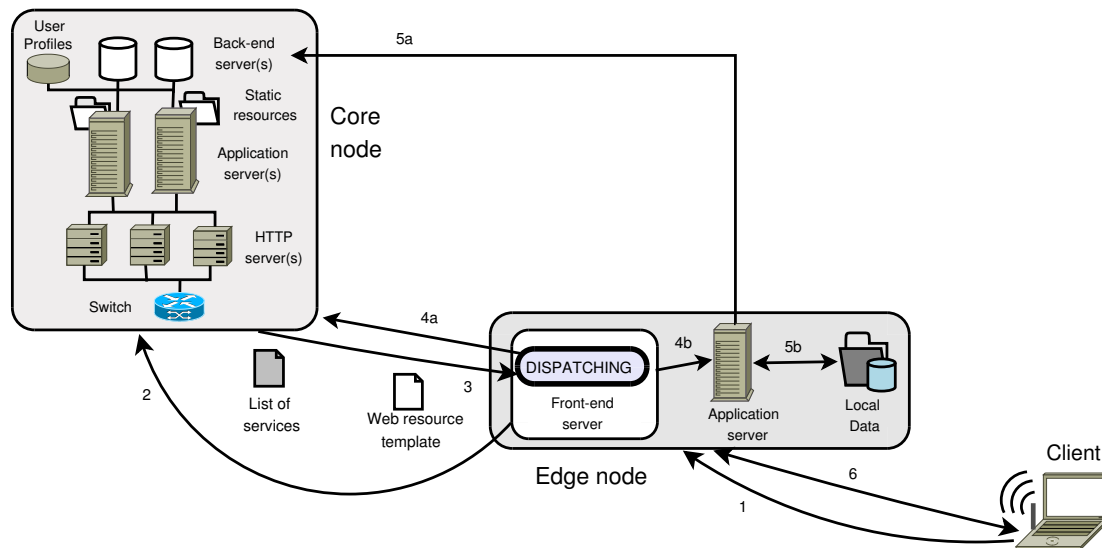 User
Profiles
Back-end
server(s)
Static
resources
Application
server(s)
HTTP
server(s)
Switch
Core
node
5a
4a
2
List of
services
Web resource
template
3
DISPATCHING
Front-end
server
4b
Application
server
5b
Local
Data
Edge node
6
1
Client